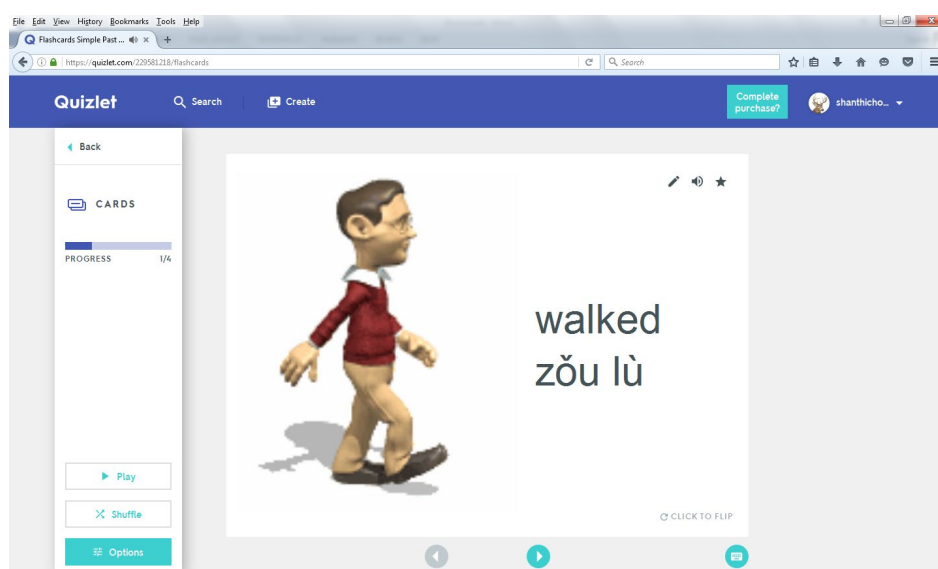 File Edit View History Bookmarks Tools Help
Flashcards Simple Past ...
https://quizlet.com/229581218/flashcards
Search
Quizlet
Search
Create
Complete
purchase?
shanthicho...
Back
CARDS
PROGRESS 1/4
walked
zǒu lù
Play
Shuffle
Options
CLICK TO FLIP